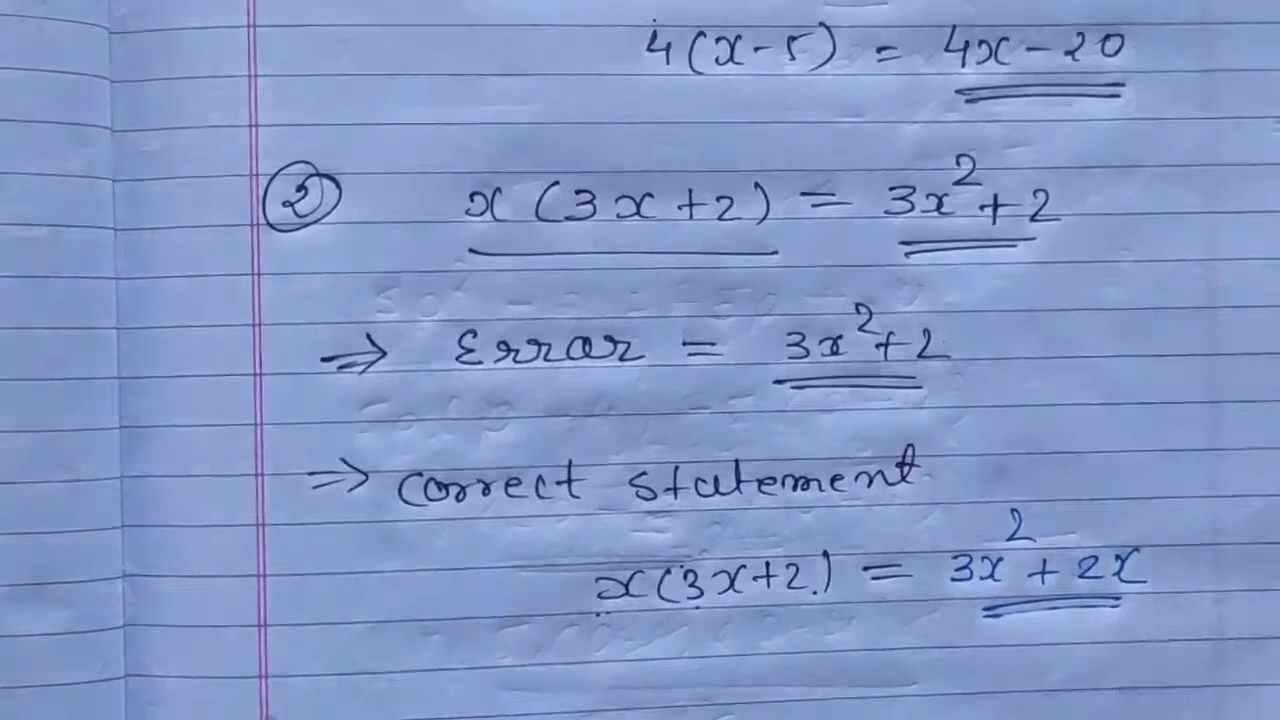 4(x-5) = 4x-20
② x(3x+2) = 3x²+2
⇒ Error = 3x²+2
⇒ correct statement
x(3x+2) = 3x²+2x